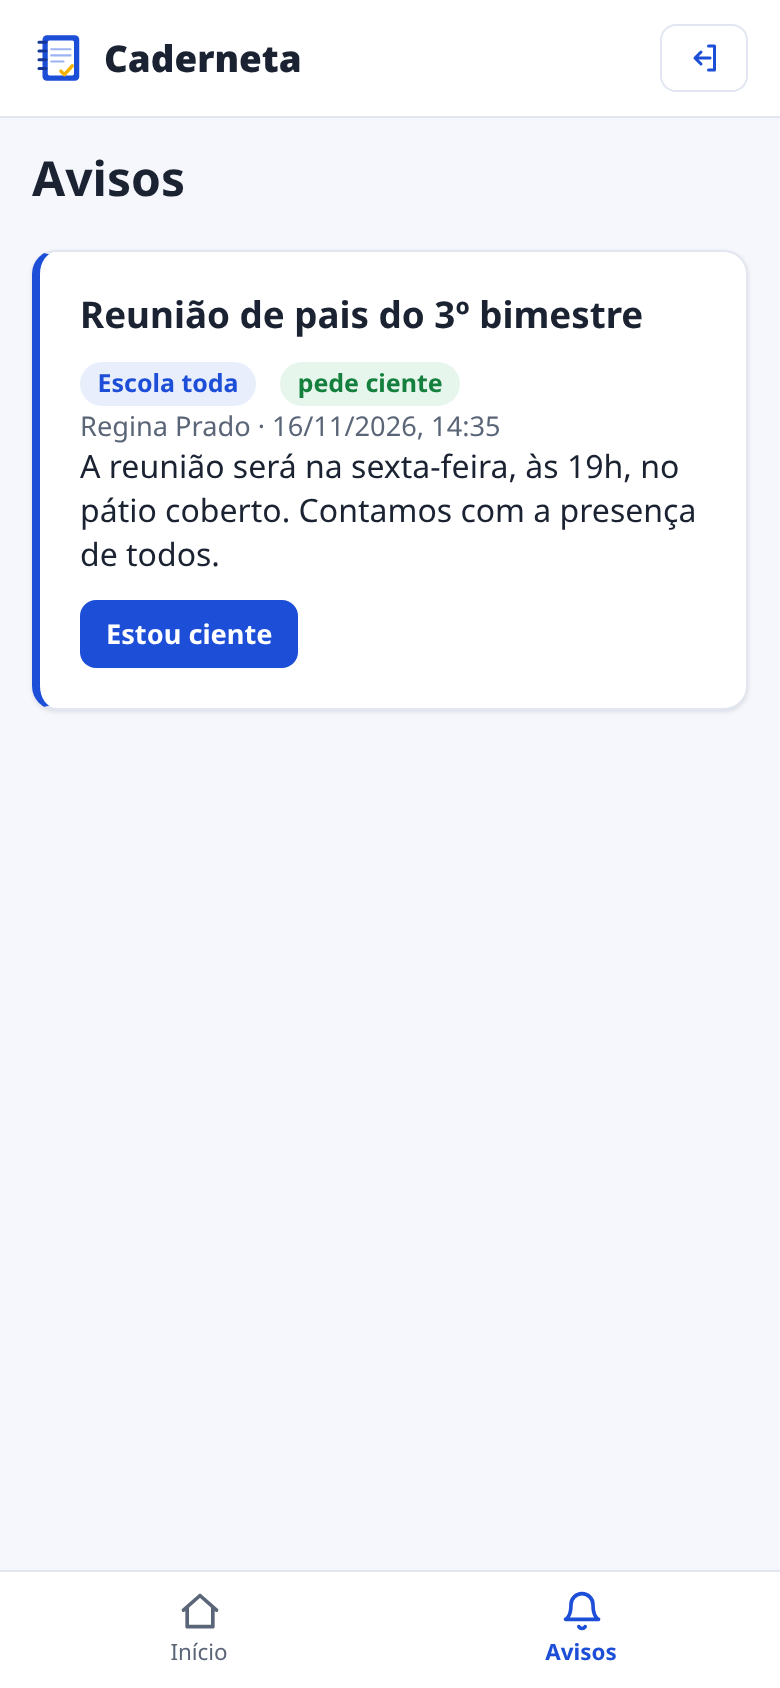 Caderneta
Avisos
Reunião de pais do 3º bimestre
Escola toda pede ciente
Regina Prado · 16/11/2026, 14:35
A reunião será na sexta-feira, às 19h, no
pátio coberto. Contamos com a presença
de todos.
Estou ciente
Início Avisos